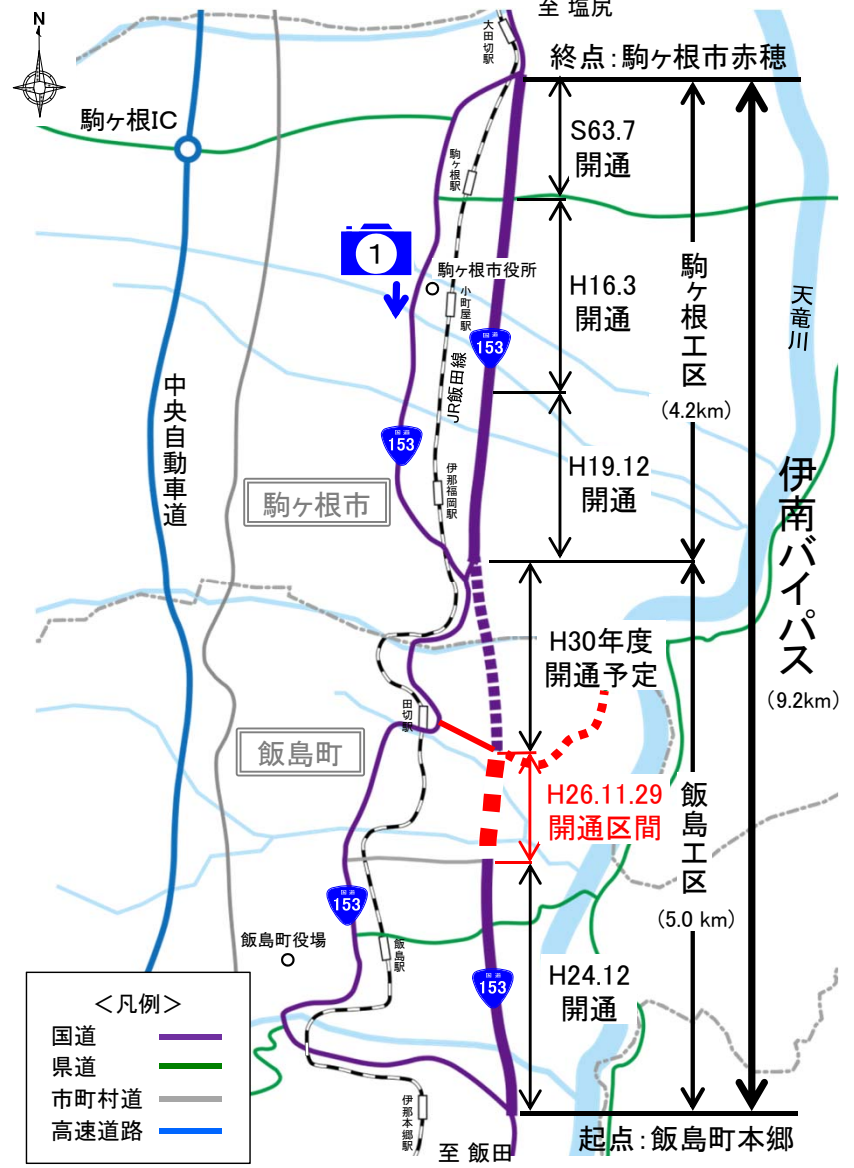 至 塩尻
N
大田切駅
終点：駒ヶ根市赤穂
駒ヶ根IC
S63.7
開通
駒ヶ根駅
1
駒ヶ根市役所
小町屋駅
H16.3
開通
駒ヶ根工区
(4.2km)
天竜川
国道
153
JR飯田線
国道
153
中央自動車道
H19.12
開通
伊那福岡駅
駒ヶ根市
伊南バイパス
(9.2km)
H30年度
開通予定
田切駅
飯島町
H26.11.29
開通区間
飯島工区
(5.0 km)
国道
153
飯島町役場
飯島駅
国道
153
H24.12
開通
＜凡例＞
国道
県道
市町村道
高速道路
伊那本郷駅
至 飯田
起点：飯島町本郷